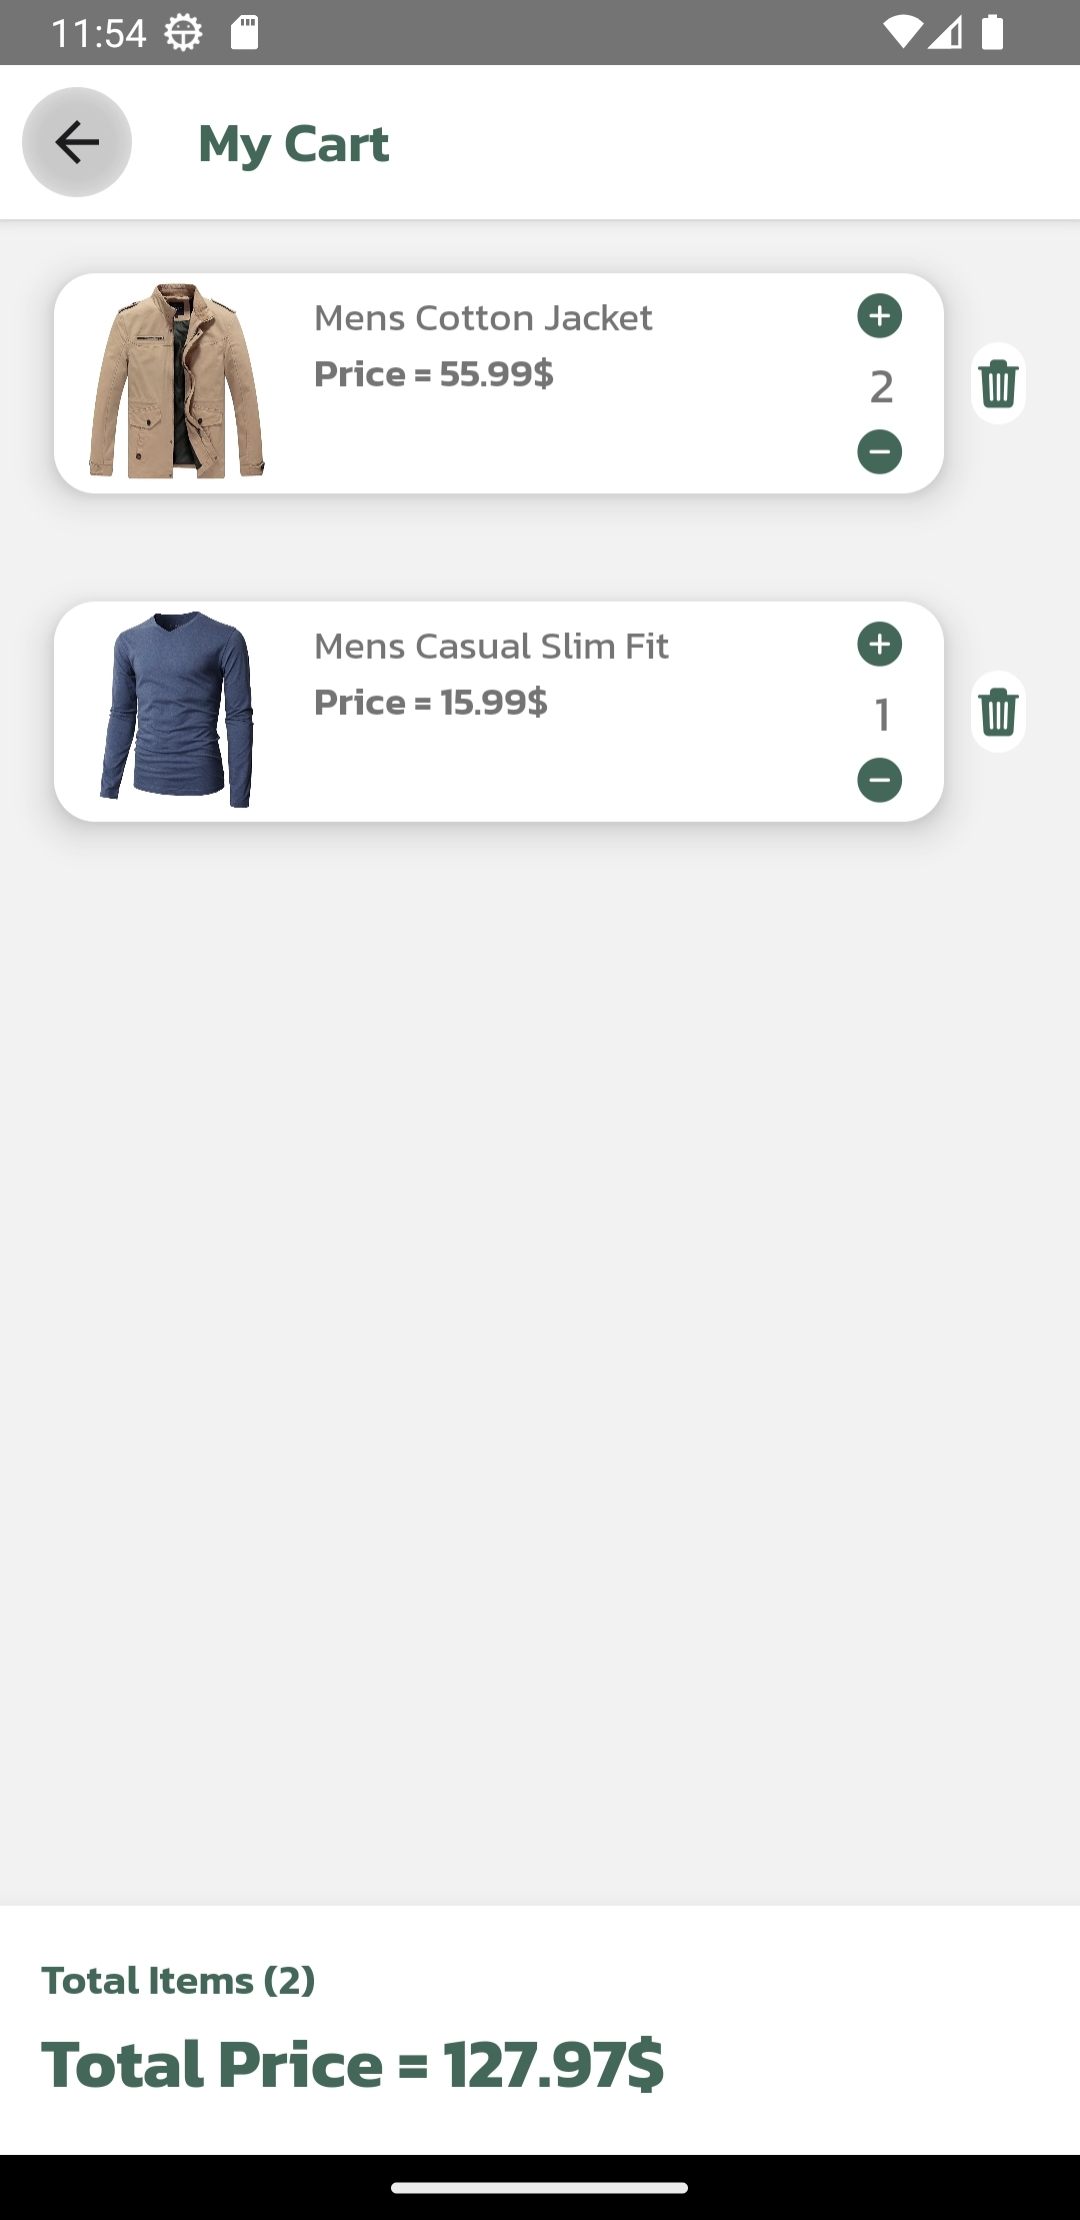 11:54
My Cart
Mens Cotton Jacket
Price = 55.99$
2
Mens Casual Slim Fit
Price = 15.99$
1
Total Items (2)
Total Price = 127.97$